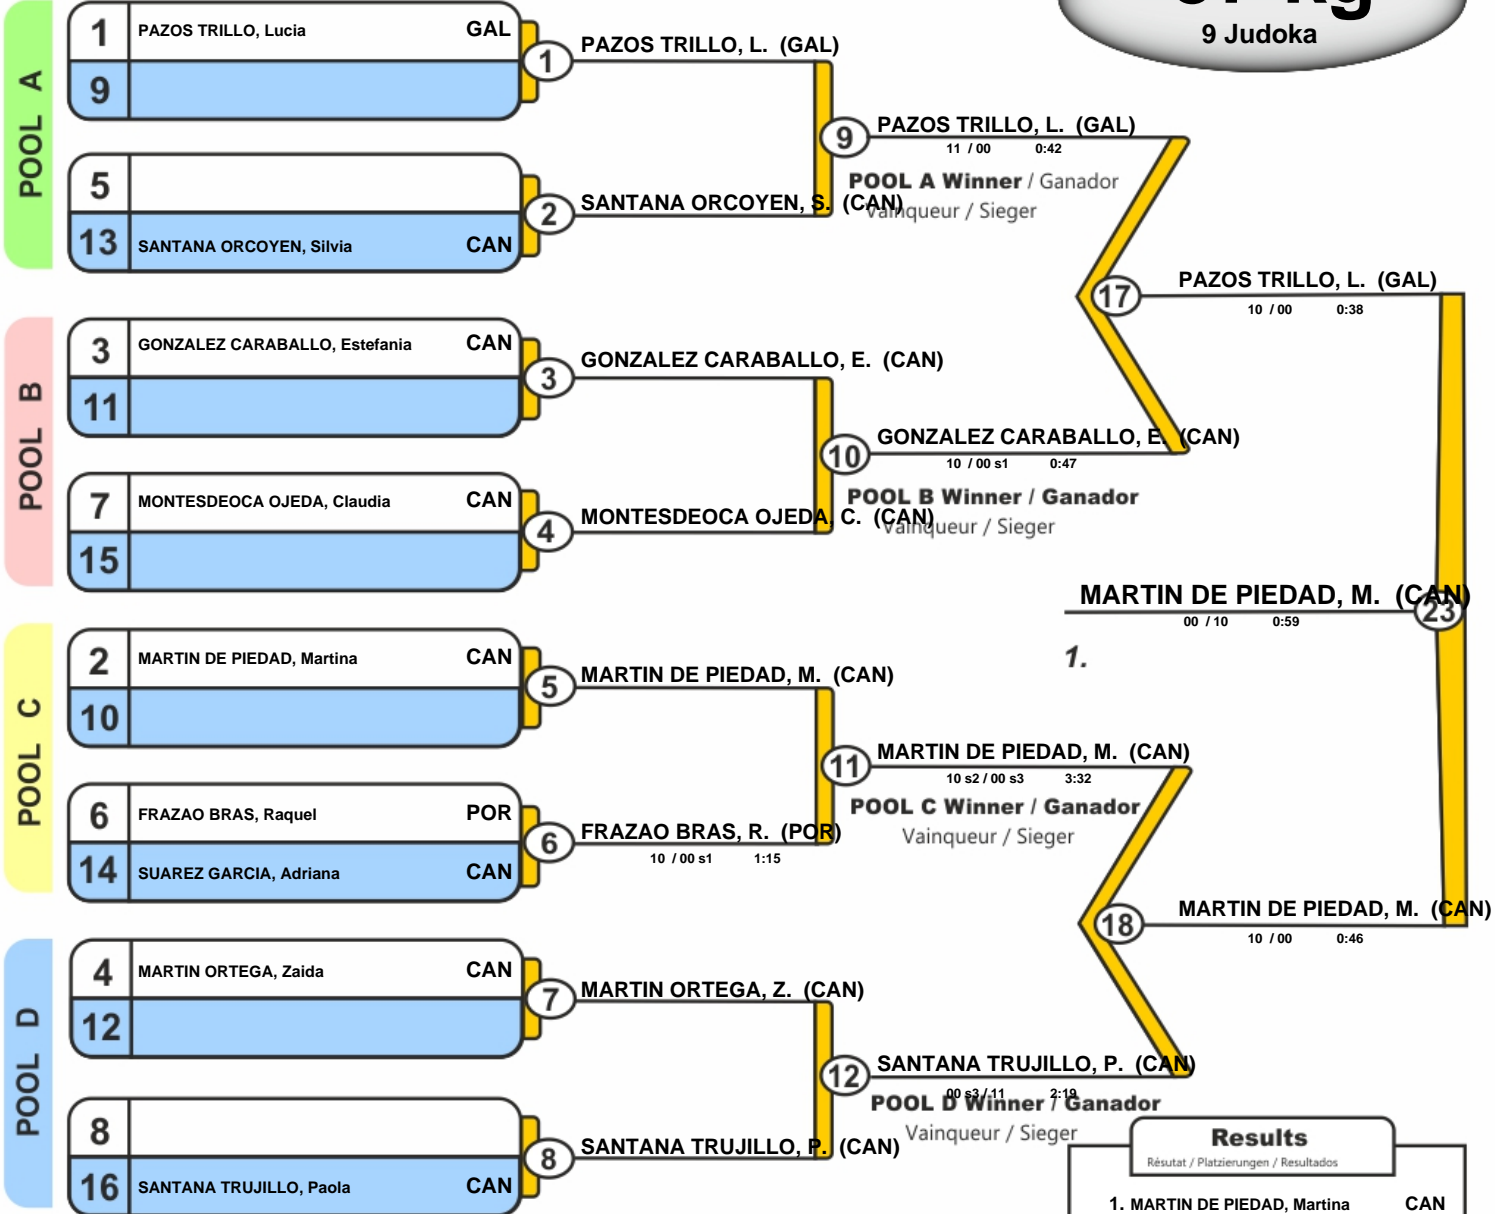 9 Judoka
POOL A
1 PAZOS TRILLO, Lucia GAL
9
1
PAZOS TRILLO, L. (GAL)
5
13 SANTANA ORCOYEN, Silvia CAN
2
SANTANA ORCOYEN, S. (CAN)
9
PAZOS TRILLO, L. (GAL)
11 / 00 0:42
POOL A Winner / Ganador
Vainqueur / Sieger
POOL B
3 GONZALEZ CARABALLO, Estefania CAN
11
3
GONZALEZ CARABALLO, E. (CAN)
7 MONTESDEOCA OJEDA, Claudia CAN
15
4
MONTESDEOCA OJEDA, C. (CAN)
10
GONZALEZ CARABALLO, E. (CAN)
10 / 00 s1 0:47
POOL B Winner / Ganador
Vainqueur / Sieger
17
PAZOS TRILLO, L. (GAL)
10 / 00 0:38
POOL C
2 MARTIN DE PIEDAD, Martina CAN
10
5
MARTIN DE PIEDAD, M. (CAN)
6 FRAZAO BRAS, Raquel POR
14 SUAREZ GARCIA, Adriana CAN
6
FRAZAO BRAS, R. (POR)
10 / 00 s1 1:15
11
MARTIN DE PIEDAD, M. (CAN)
10 s2 / 00 s3 3:32
POOL C Winner / Ganador
Vainqueur / Sieger
POOL D
4 MARTIN ORTEGA, Zaida CAN
12
7
MARTIN ORTEGA, Z. (CAN)
8
16 SANTANA TRUJILLO, Paola CAN
8
SANTANA TRUJILLO, P. (CAN)
12
SANTANA TRUJILLO, P. (CAN)
00 s3 / 11 2:19
POOL D Winner / Ganador
Vainqueur / Sieger
18
MARTIN DE PIEDAD, M. (CAN)
10 / 00 0:46
MARTIN DE PIEDAD, M. (CAN)
23
00 / 10 0:59
1.
Results
Résutat / Platzierungen / Resultados
1. MARTIN DE PIEDAD, Martina CAN